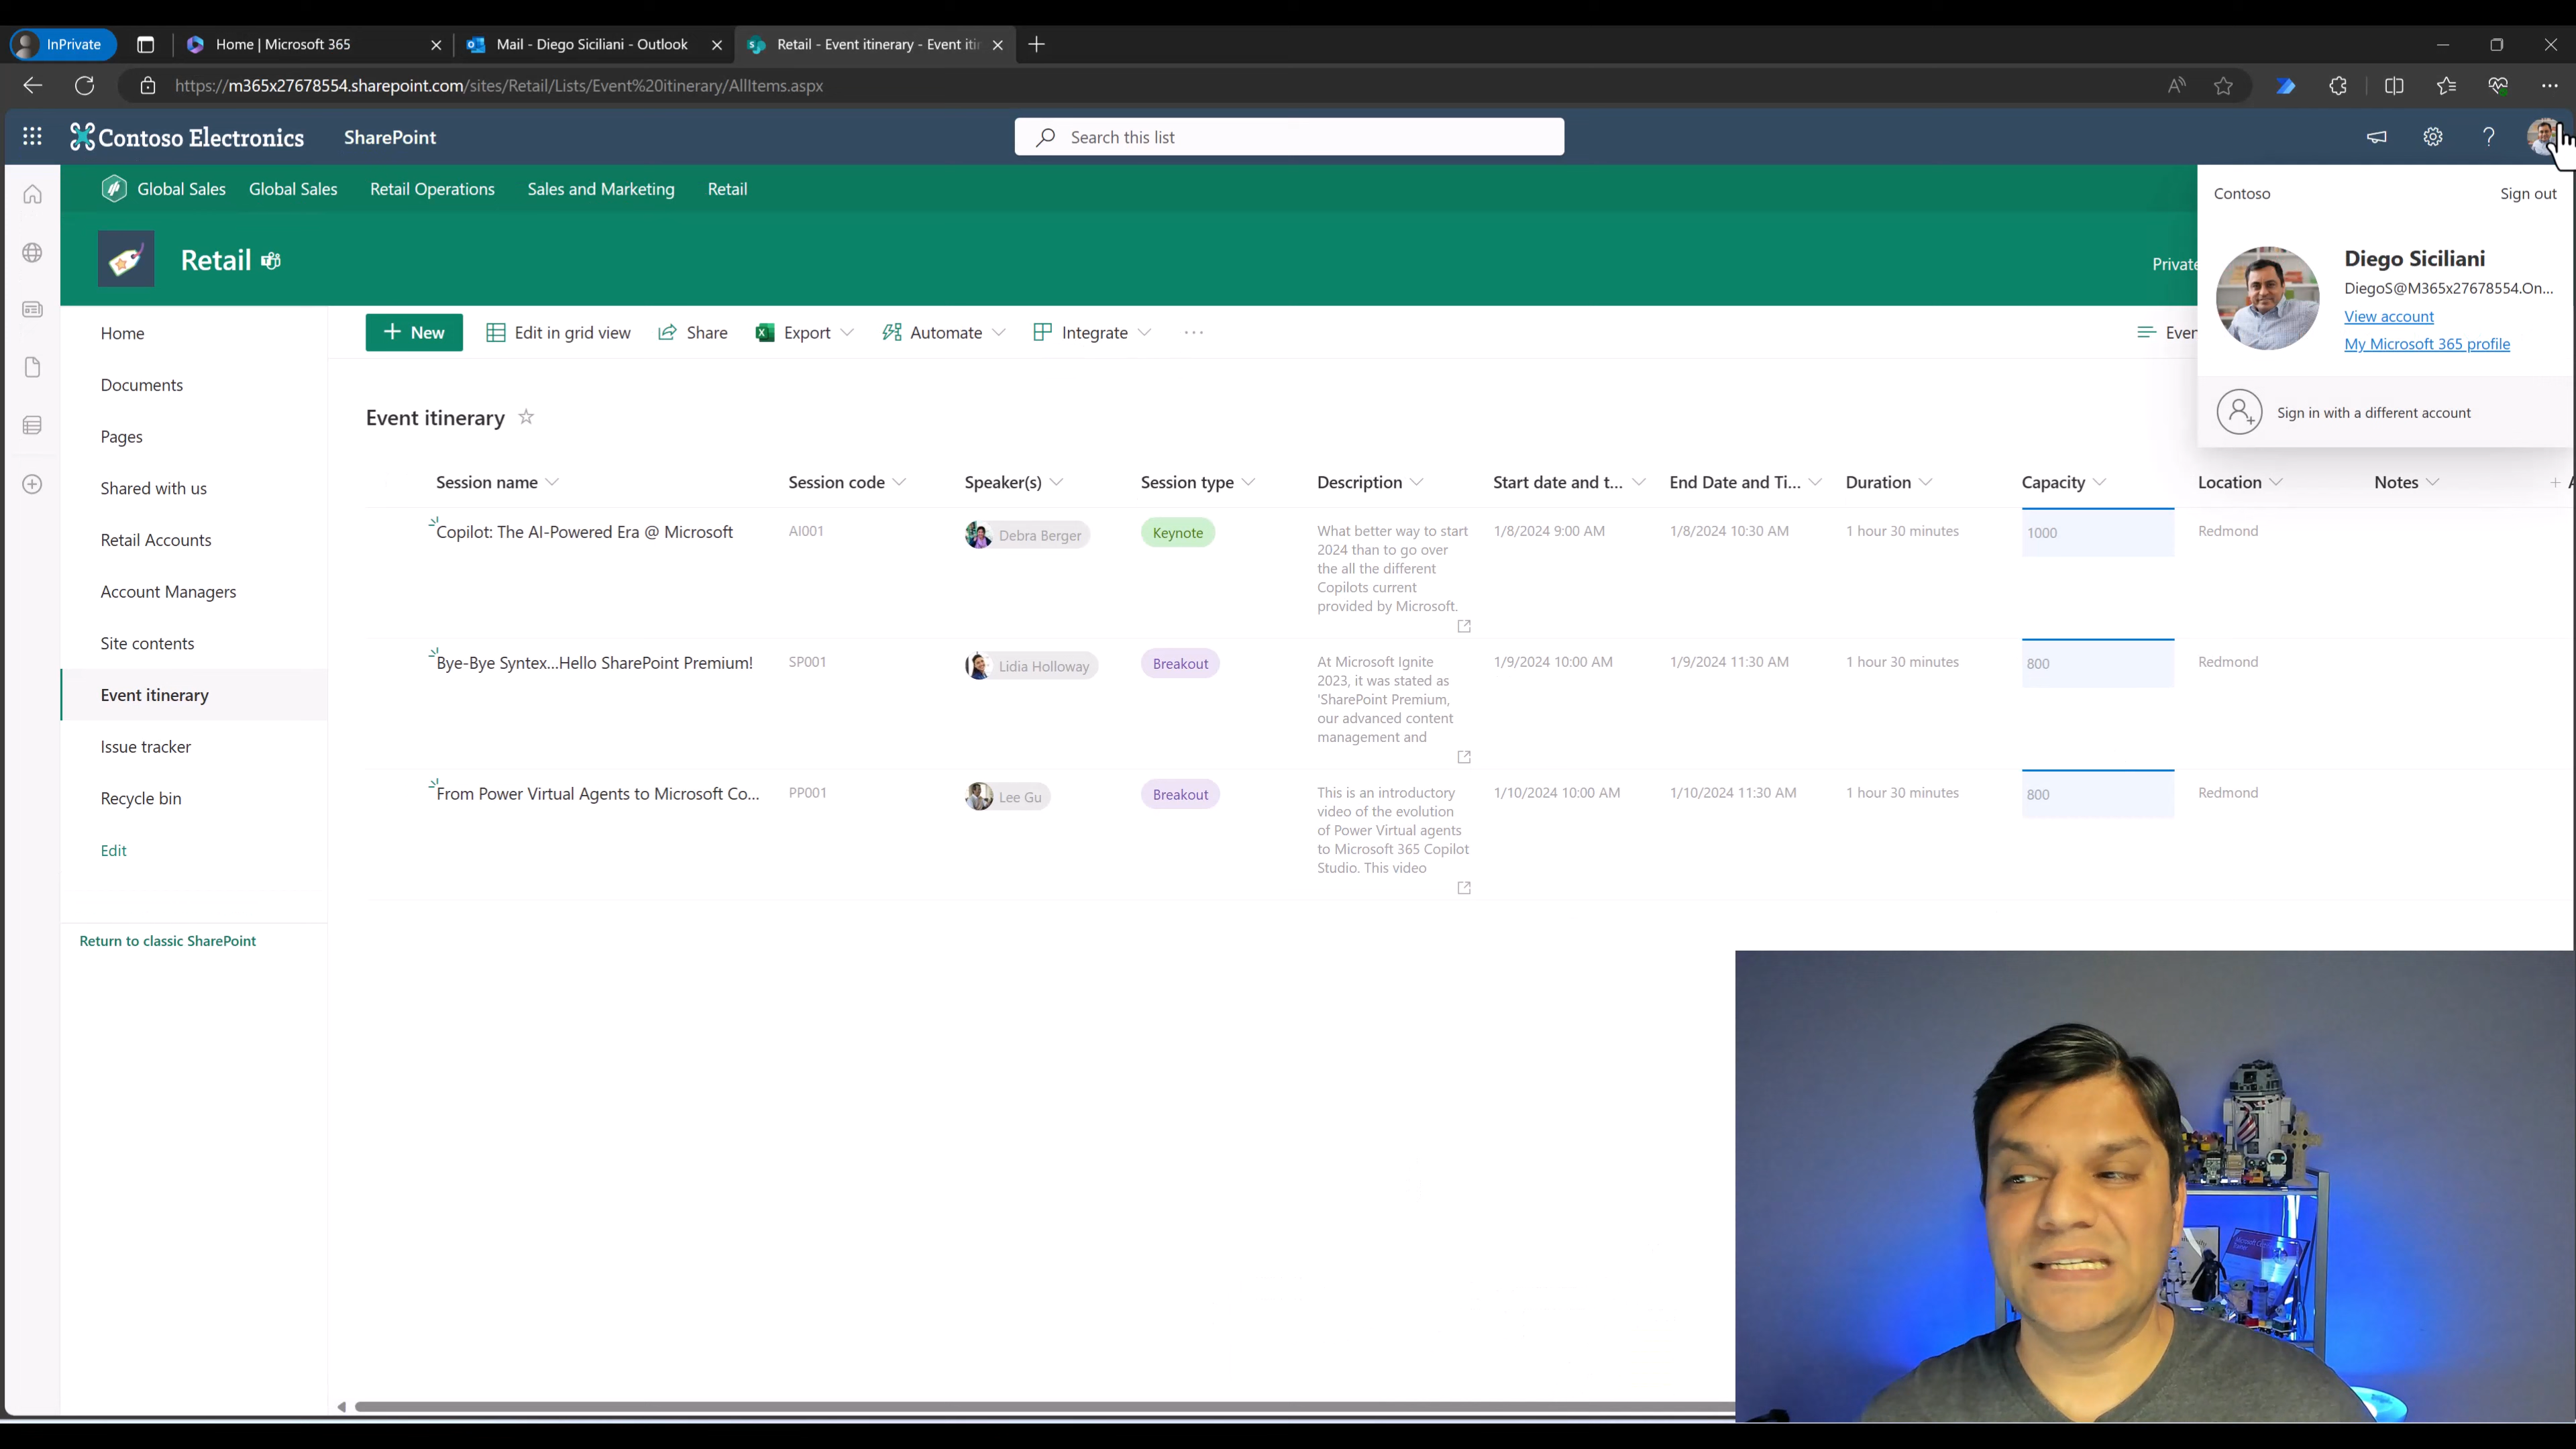 InPrivate
Home | Microsoft 365
Mail - Diego Siciliani - Outlook
Retail - Event itinerary - Event iti
https://m365x27678554.sharepoint.com/sites/Retail/Lists/Event%20itinerary/AllItems.aspx
Contoso Electronics
SharePoint
Search this list
Global Sales
Global Sales
Retail Operations
Sales and Marketing
Retail
Contoso
Sign out
Retail
Private
Diego Siciliani
DiegoS@M365x27678554.On...
View account
My Microsoft 365 profile
Sign in with a different account
Home
Documents
Pages
Shared with us
Retail Accounts
Account Managers
Site contents
Event itinerary
Issue tracker
Recycle bin
Edit
Return to classic SharePoint
New
Edit in grid view
Share
Export
Automate
Integrate
Even
Event itinerary
Session name
Session code
Speaker(s)
Session type
Description
Start date and t...
End Date and Ti...
Duration
Capacity
Location
Notes
Copilot: The AI-Powered Era @ Microsoft
AI001
Debra Berger
Keynote
What better way to start
2024 than to go over
the all the different
Copilots current
provided by Microsoft.
1/8/2024 9:00 AM
1/8/2024 10:30 AM
1 hour 30 minutes
1000
Redmond
Bye-Bye Syntex...Hello SharePoint Premium!
SP001
Lidia Holloway
Breakout
At Microsoft Ignite
2023, it was stated as
'SharePoint Premium,
our advanced content
management and
1/9/2024 10:00 AM
1/9/2024 11:30 AM
1 hour 30 minutes
800
Redmond
From Power Virtual Agents to Microsoft Co...
PP001
Lee Gu
Breakout
This is an introductory
video of the evolution
of Power Virtual agents
to Microsoft 365 Copilot
Studio. This video
1/10/2024 10:00 AM
1/10/2024 11:30 AM
1 hour 30 minutes
800
Redmond